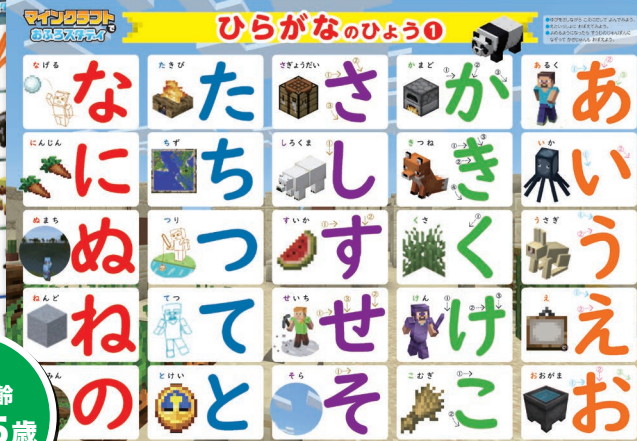 マインクラフトで
おふろスタディ
ひらがなのひょう❶
あるく
あ
いか
い
うさぎ
う
え
え
おおがま
お
かまど
か
きつね
き
くさ
く
けん
け
こむぎ
こ
さぎょうだい
さ
しろくま
し
すいか
す
せいち
せ
そら
そ
たきび
た
ちず
ち
つり
つ
てつ
て
とけい
と
なげる
な
にんじん
に
ぬまち
ぬ
ねんど
ね
みん
の
齢
5歳